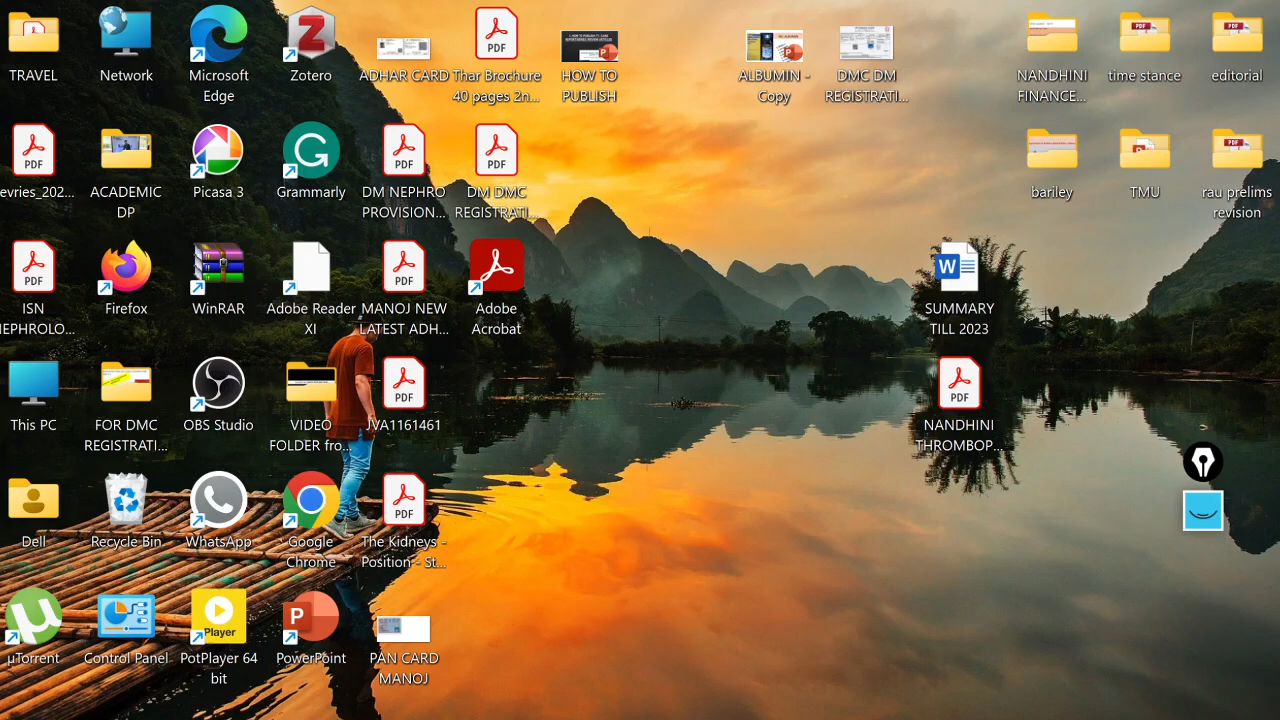 TRAVEL
Network
Microsoft
Edge
Zotero
ADHAR CARD
Thar Brochure
40 pages 2n...
HOW TO
PUBLISH
ALBUMIN -
Copy
DMC DM
REGISTRATI...
NANDHINI
FINANCE...
time stance
editorial
evries_202...
ACADEMIC
DP
Picasa 3
Grammarly
DM NEPHRO
PROVISION...
DM DMC
REGISTRATI...
bariley
TMU
rau prelims
revision
ISN
NEPHROLO...
Firefox
WinRAR
Adobe Reader
XI
MANOJ NEW
LATEST ADH...
Adobe
Acrobat
SUMMARY
TILL 2023
This PC
FOR DMC
REGISTRATI...
OBS Studio
VIDEO
FOLDER fro...
JVA1161461
NANDHINI
THROMBOP...
Dell
Recycle Bin
WhatsApp
Google
Chrome
The Kidneys -
Position - St...
µTorrent
Control Panel
PotPlayer 64
bit
PowerPoint
PAN CARD
MANOJ